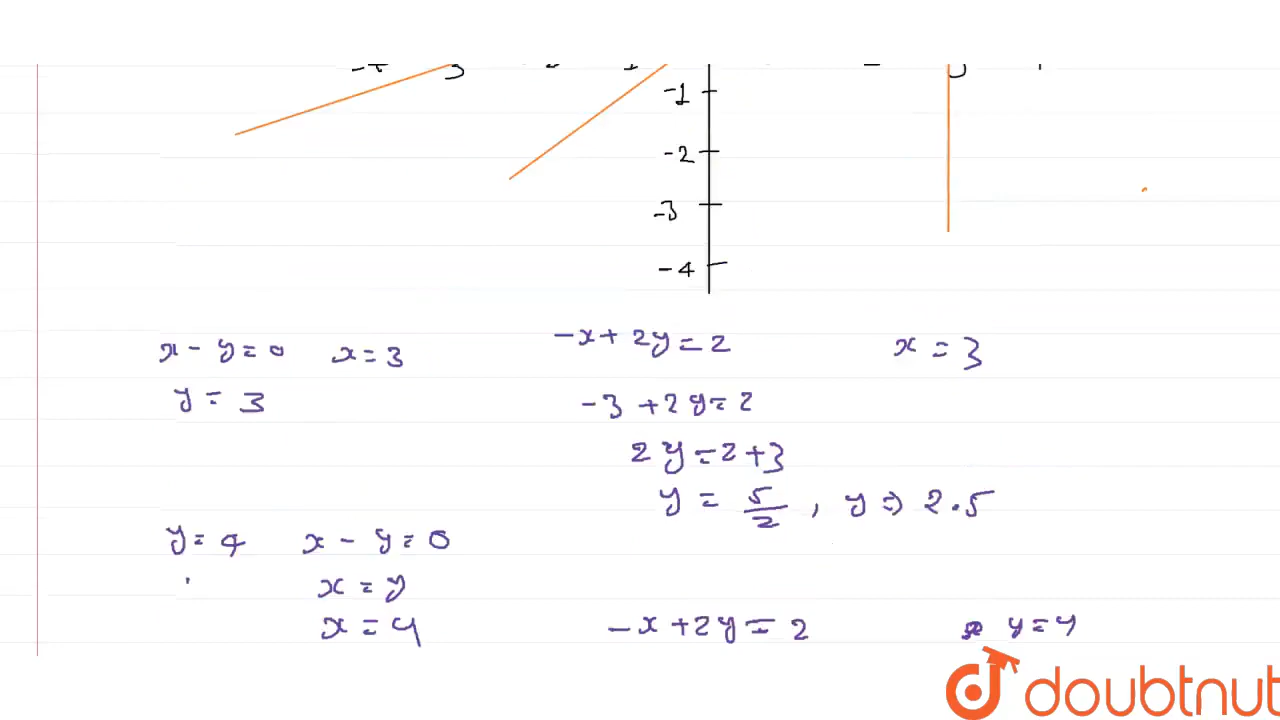 -1
-2
-3
-4
x - y = 0 x = 3 -x + 2y = 2 x = 3
y = 3 -3 + 2y = 2
2y = 2 + 3
y = 5/2 , y ⇒ 2.5
y = 4 x - y = 0
x = y
x = 4 -x + 2y = 2 y = 4
doubtnut